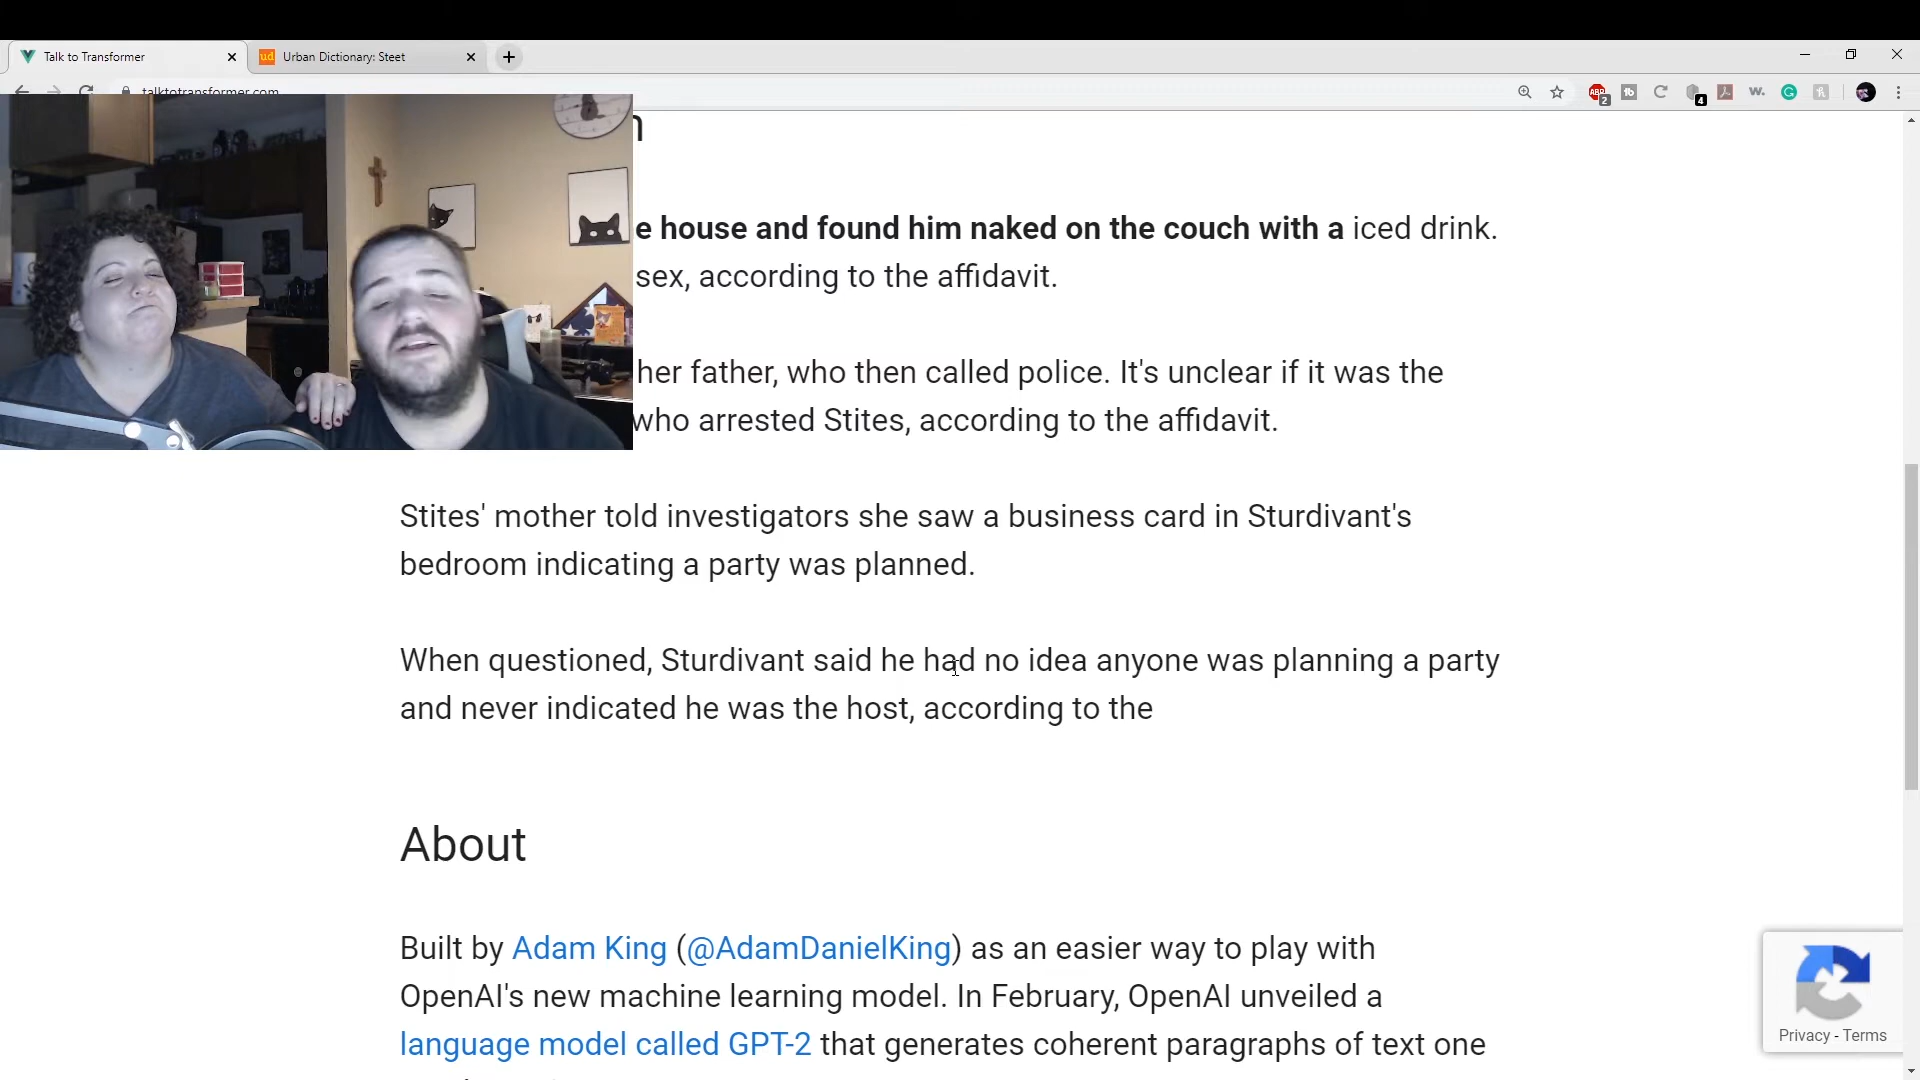 Talk to Transformer
Urban Dictionary: Steet
talktotransformer.com
e house and found him naked on the couch with a iced drink.
sex, according to the affidavit.
her father, who then called police. It's unclear if it was the
who arrested Stites, according to the affidavit.
Stites' mother told investigators she saw a business card in Sturdivant's
bedroom indicating a party was planned.
When questioned, Sturdivant said he had no idea anyone was planning a party
and never indicated he was the host, according to the
About
Built by Adam King (@AdamDanielKing) as an easier way to play with
OpenAI's new machine learning model. In February, OpenAI unveiled a
language model called GPT-2 that generates coherent paragraphs of text one
Privacy - Terms